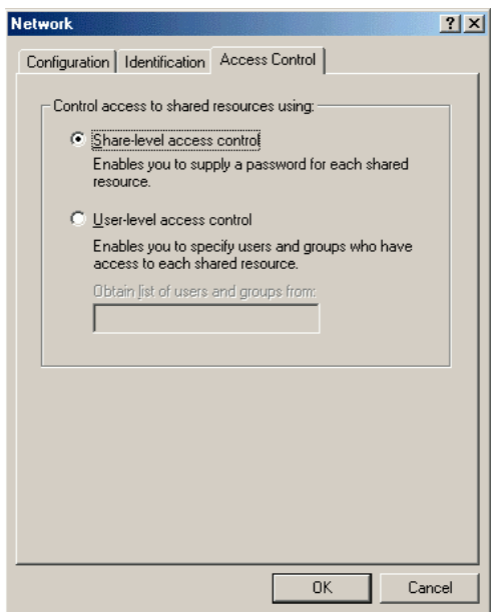 Network
Configuration Identification Access Control
Control access to shared resources using:
Share-level access control
Enables you to supply a password for each shared
resource.
User-level access control
Enables you to specify users and groups who have
access to each shared resource.
Obtain list of users and groups from:
OK Cancel